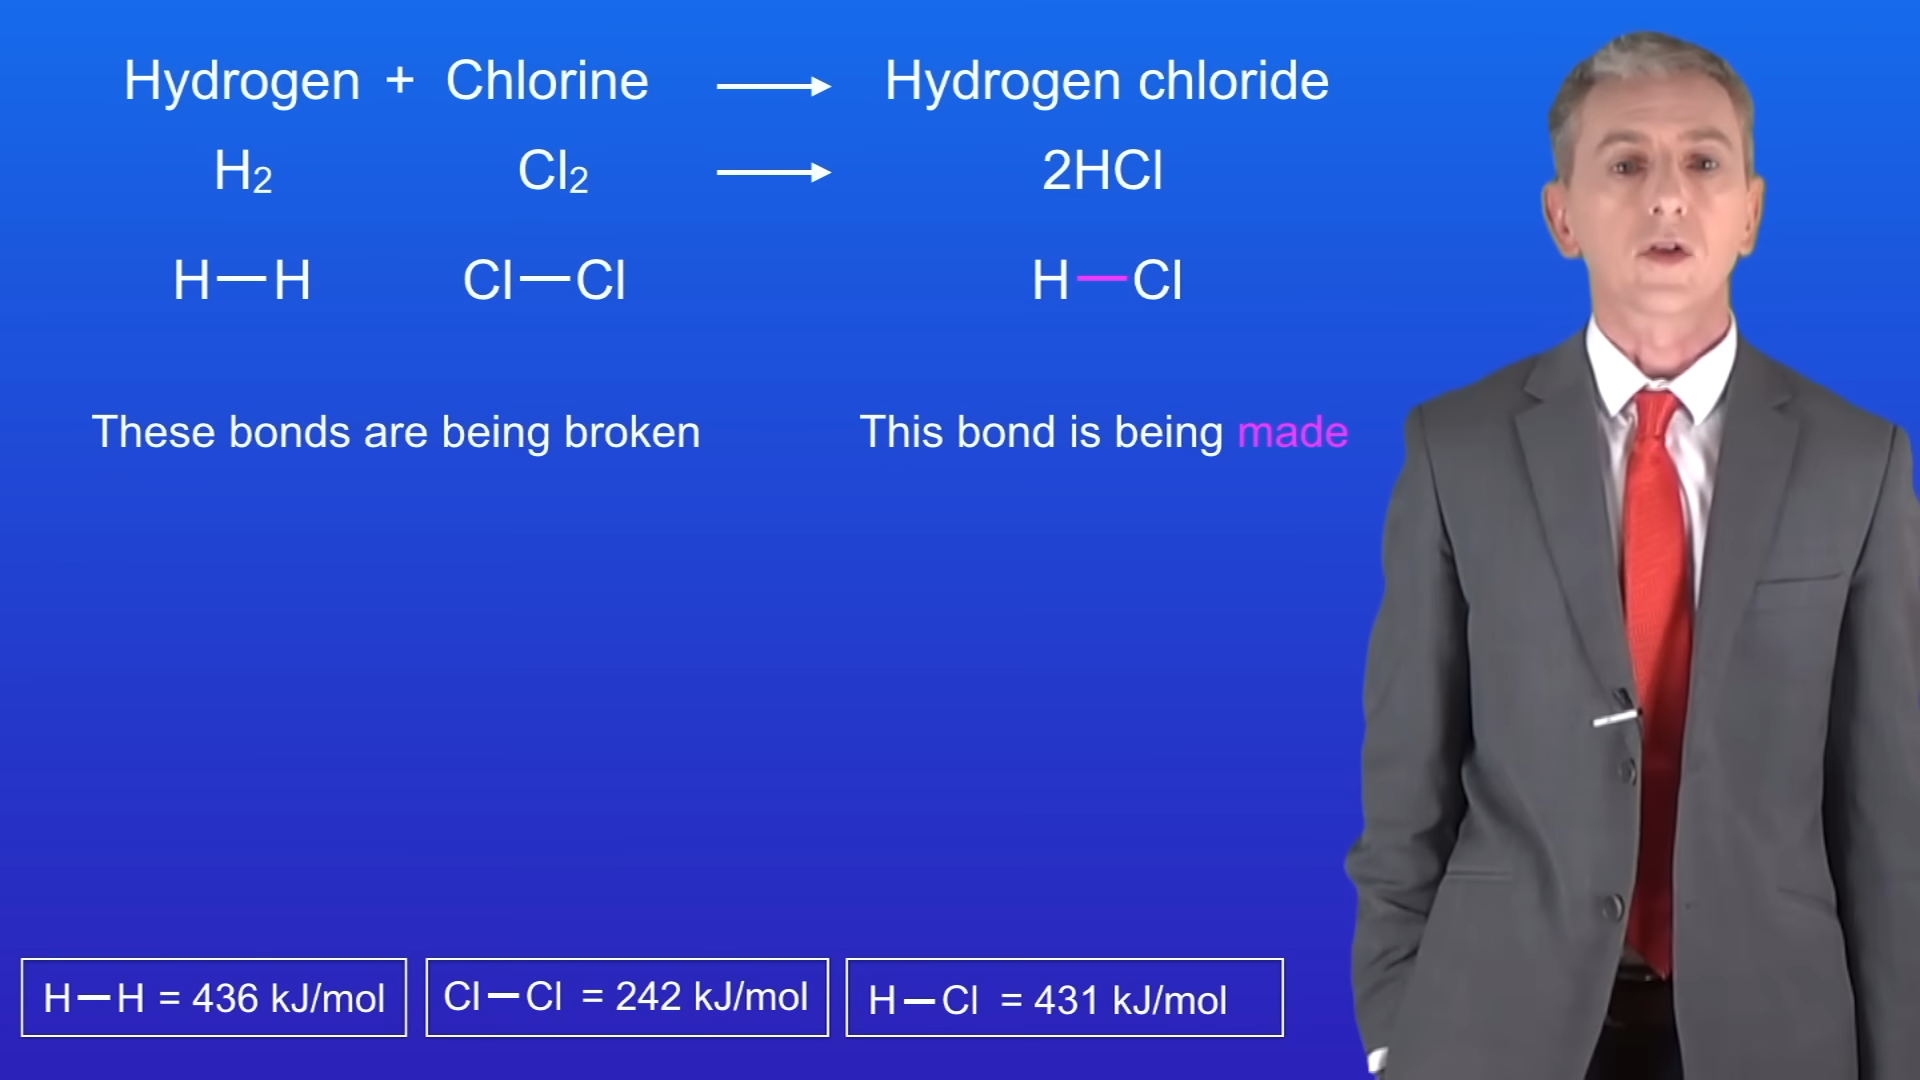 Hydrogen + Chlorine ⟶ Hydrogen chloride
H₂ Cl₂ ⟶ 2HCl
H—H Cl—Cl H—Cl
These bonds are being broken This bond is being made
H—H = 436 kJ/mol Cl—Cl = 242 kJ/mol H—Cl = 431 kJ/mol